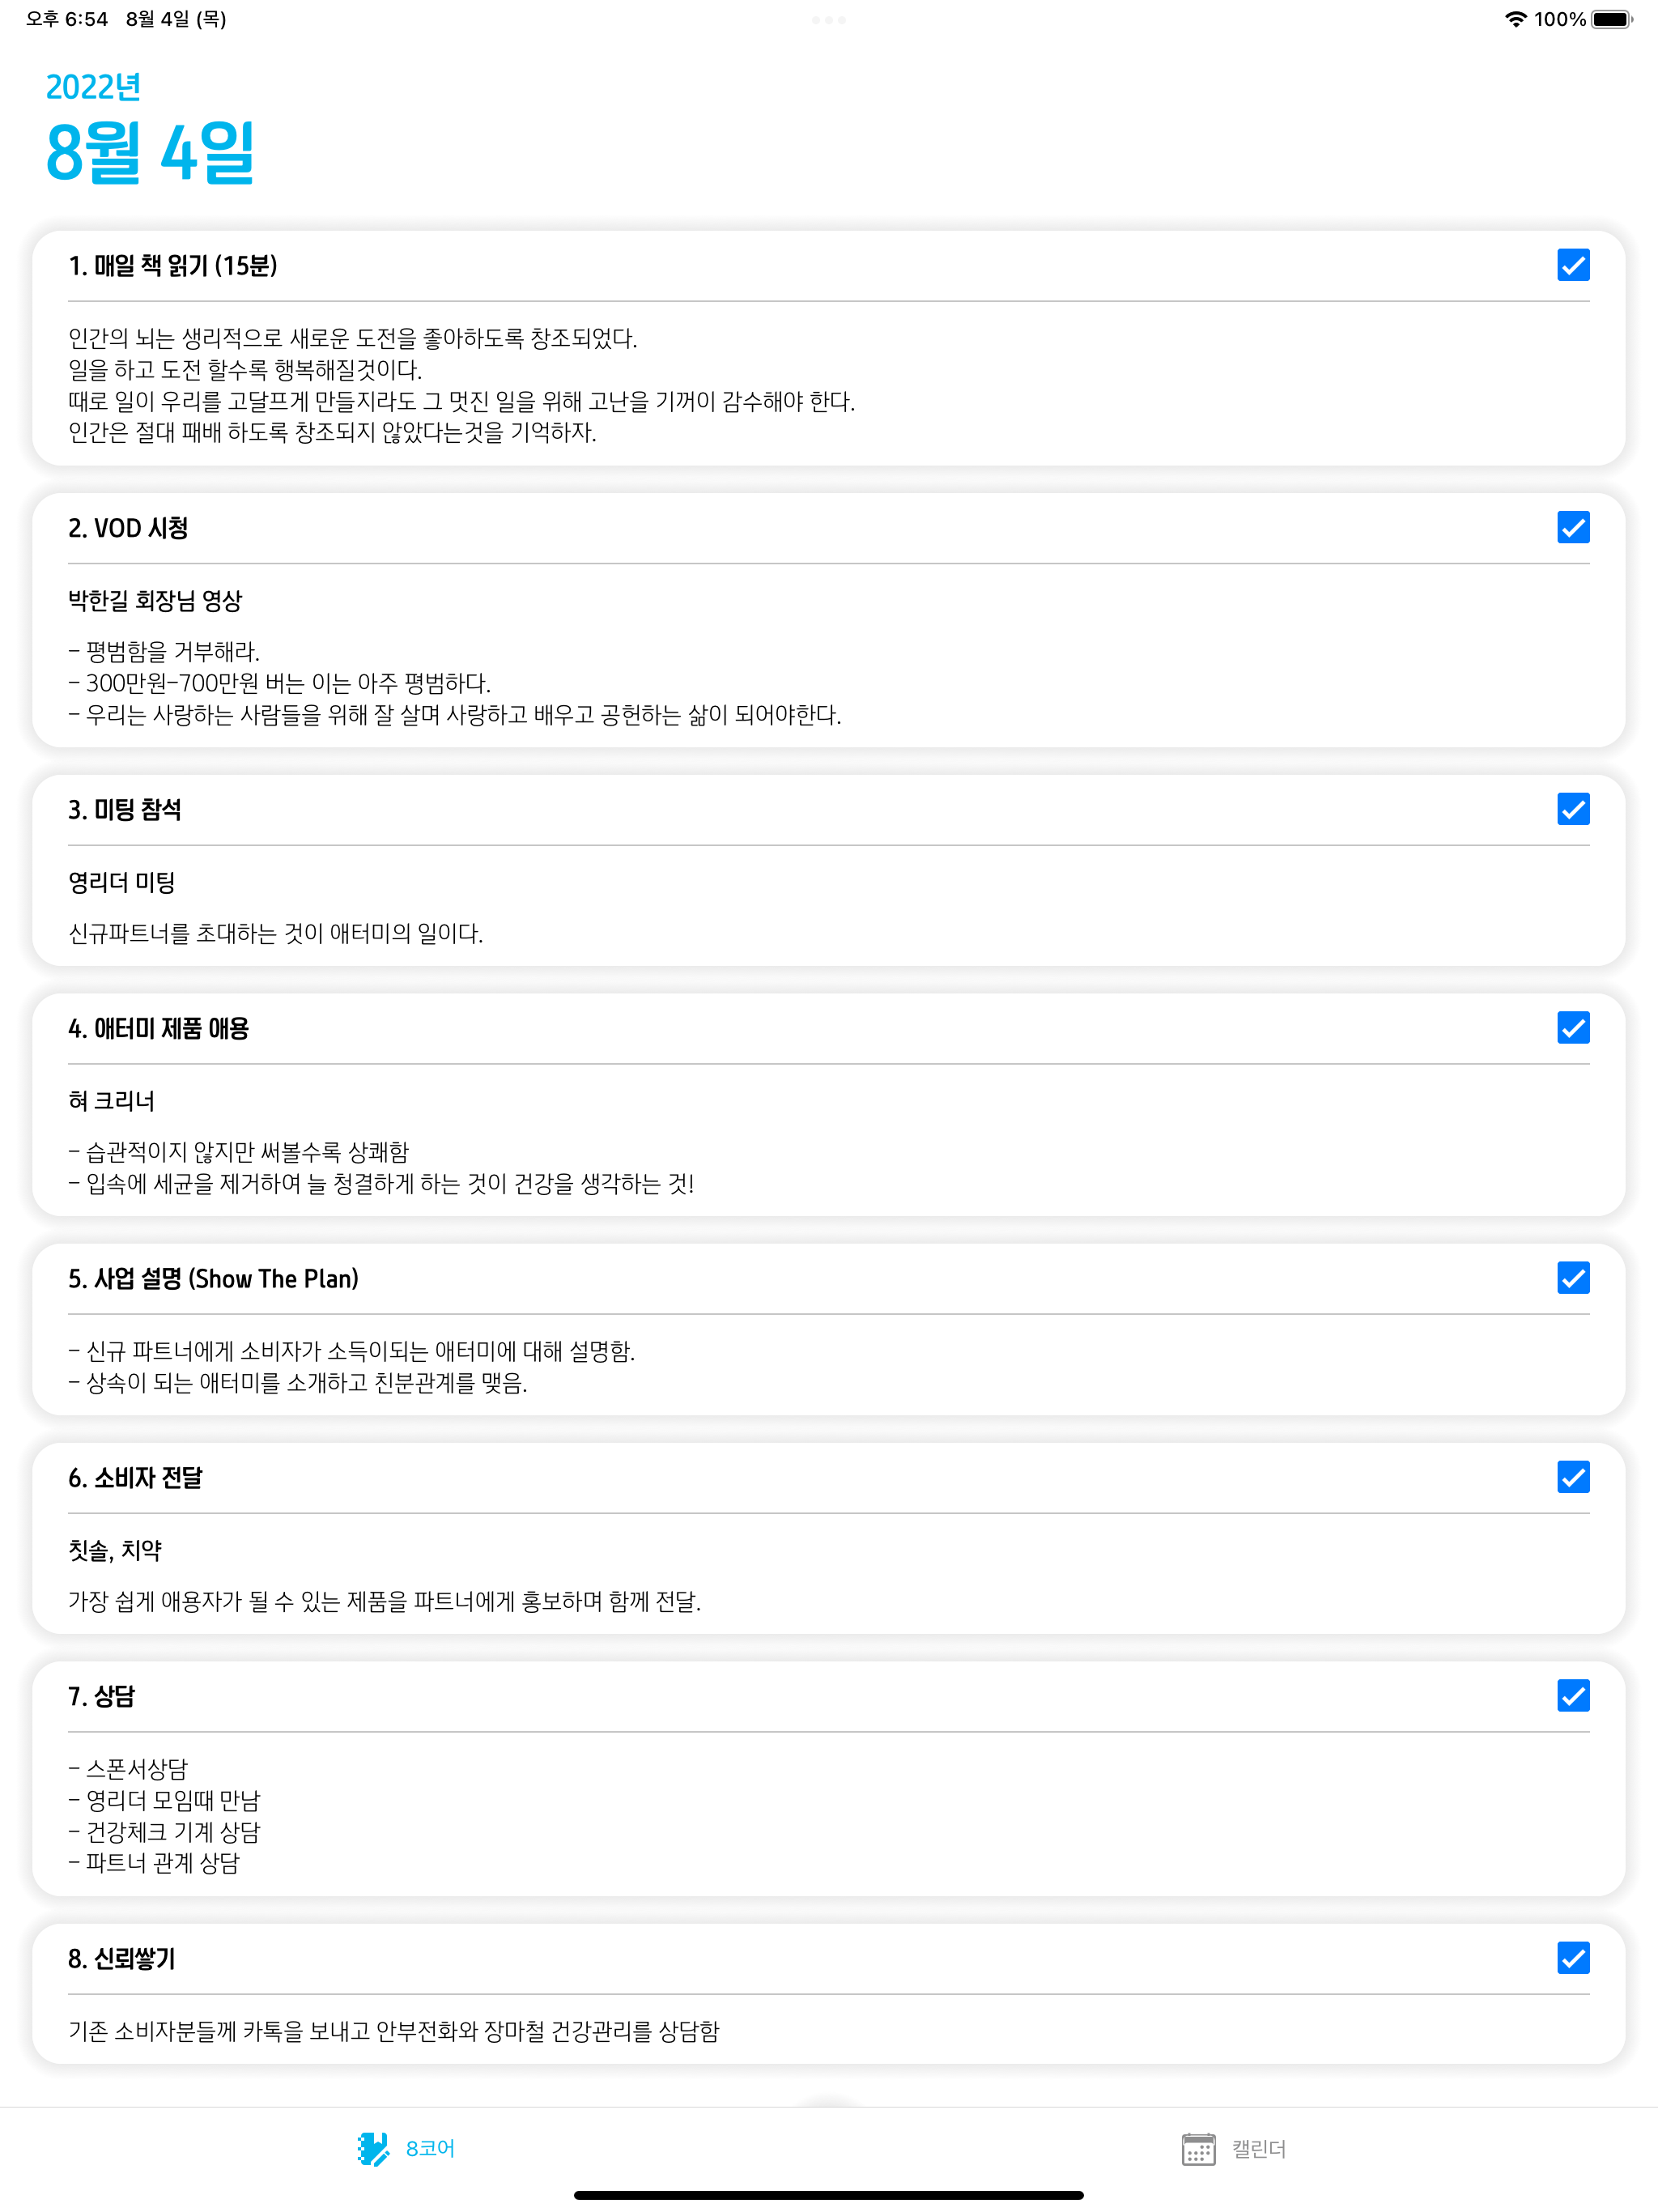 오후 6:54 8월 4일 (목)
100%
2022년
8월 4일
1. 매일 책 읽기 (15분)
인간의 뇌는 생리적으로 새로운 도전을 좋아하도록 창조되었다.
일을 하고 도전 할수록 행복해질것이다.
때로 일이 우리를 고달프게 만들지라도 그 멋진 일을 위해 고난을 기꺼이 감수해야 한다.
인간은 절대 패배 하도록 창조되지 않았다는것을 기억하자.
2. VOD 시청
박한길 회장님 영상
- 평범함을 거부해라.
- 300만원-700만원 버는 이는 아주 평범하다.
- 우리는 사랑하는 사람들을 위해 잘 살며 사랑하고 배우고 공헌하는 삶이 되어야한다.
3. 미팅 참석
영리더 미팅
신규파트너를 초대하는 것이 애터미의 일이다.
4. 애터미 제품 애용
혀 크리너
- 습관적이지 않지만 써볼수록 상쾌함
- 입속에 세균을 제거하여 늘 청결하게 하는 것이 건강을 생각하는 것!
5. 사업 설명 (Show The Plan)
- 신규 파트너에게 소비자가 소득이되는 애터미에 대해 설명함.
- 상속이 되는 애터미를 소개하고 친분관계를 맺음.
6. 소비자 전달
칫솔, 치약
가장 쉽게 애용자가 될 수 있는 제품을 파트너에게 홍보하며 함께 전달.
7. 상담
- 스폰서상담
- 영리더 모임때 만남
- 건강체크 기계 상담
- 파트너 관계 상담
8. 신뢰쌓기
기존 소비자분들께 카톡을 보내고 안부전화와 장마철 건강관리를 상담함
8코어
캘린더